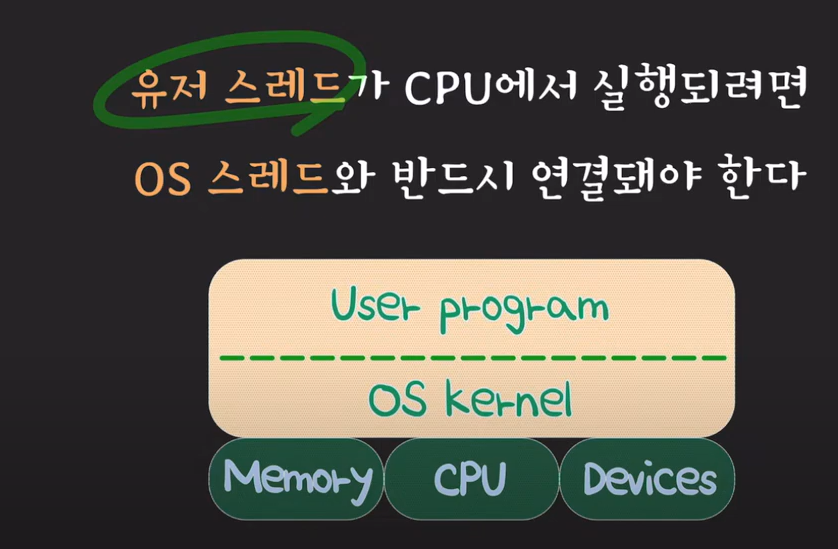 유저 스레드가 CPU에서 실행되려면
OS 스레드와 반드시 연결돼야 한다
User program
OS kernel
Memory CPU Devices